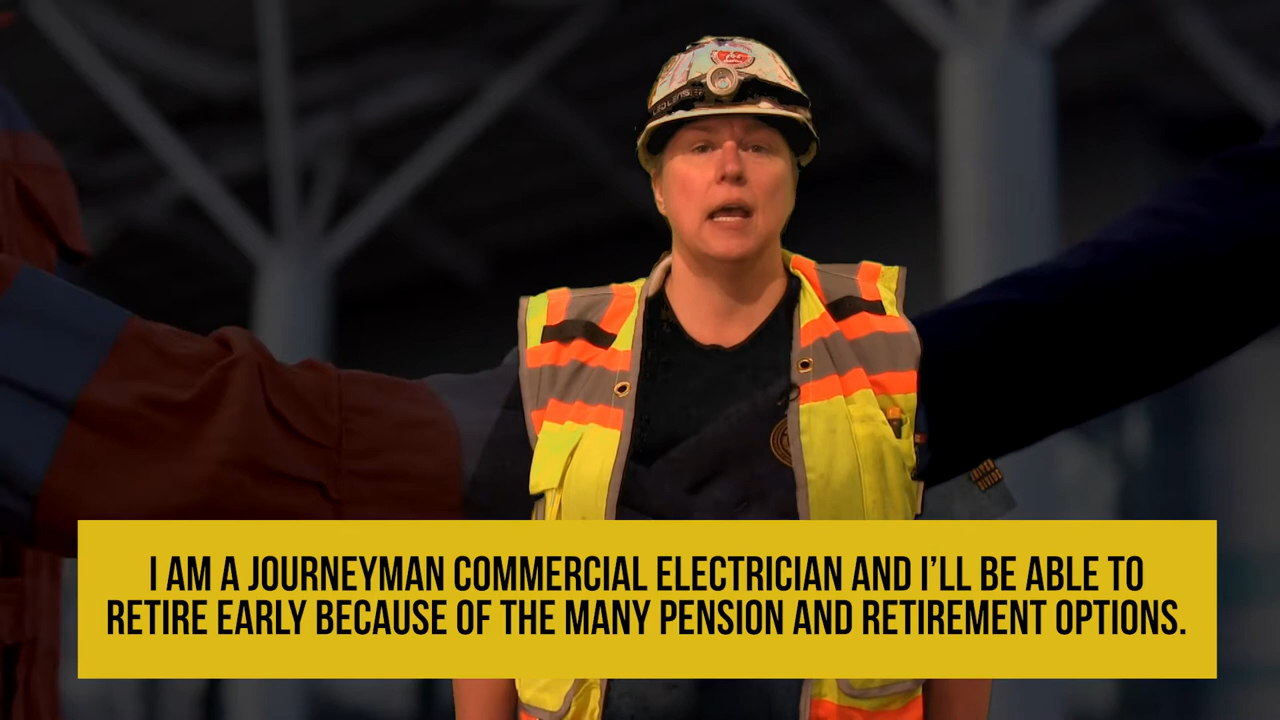 LEDLENSER
I AM A JOURNEYMAN COMMERCIAL ELECTRICIAN AND I’LL BE ABLE TO
RETIRE EARLY BECAUSE OF THE MANY PENSION AND RETIREMENT OPTIONS.